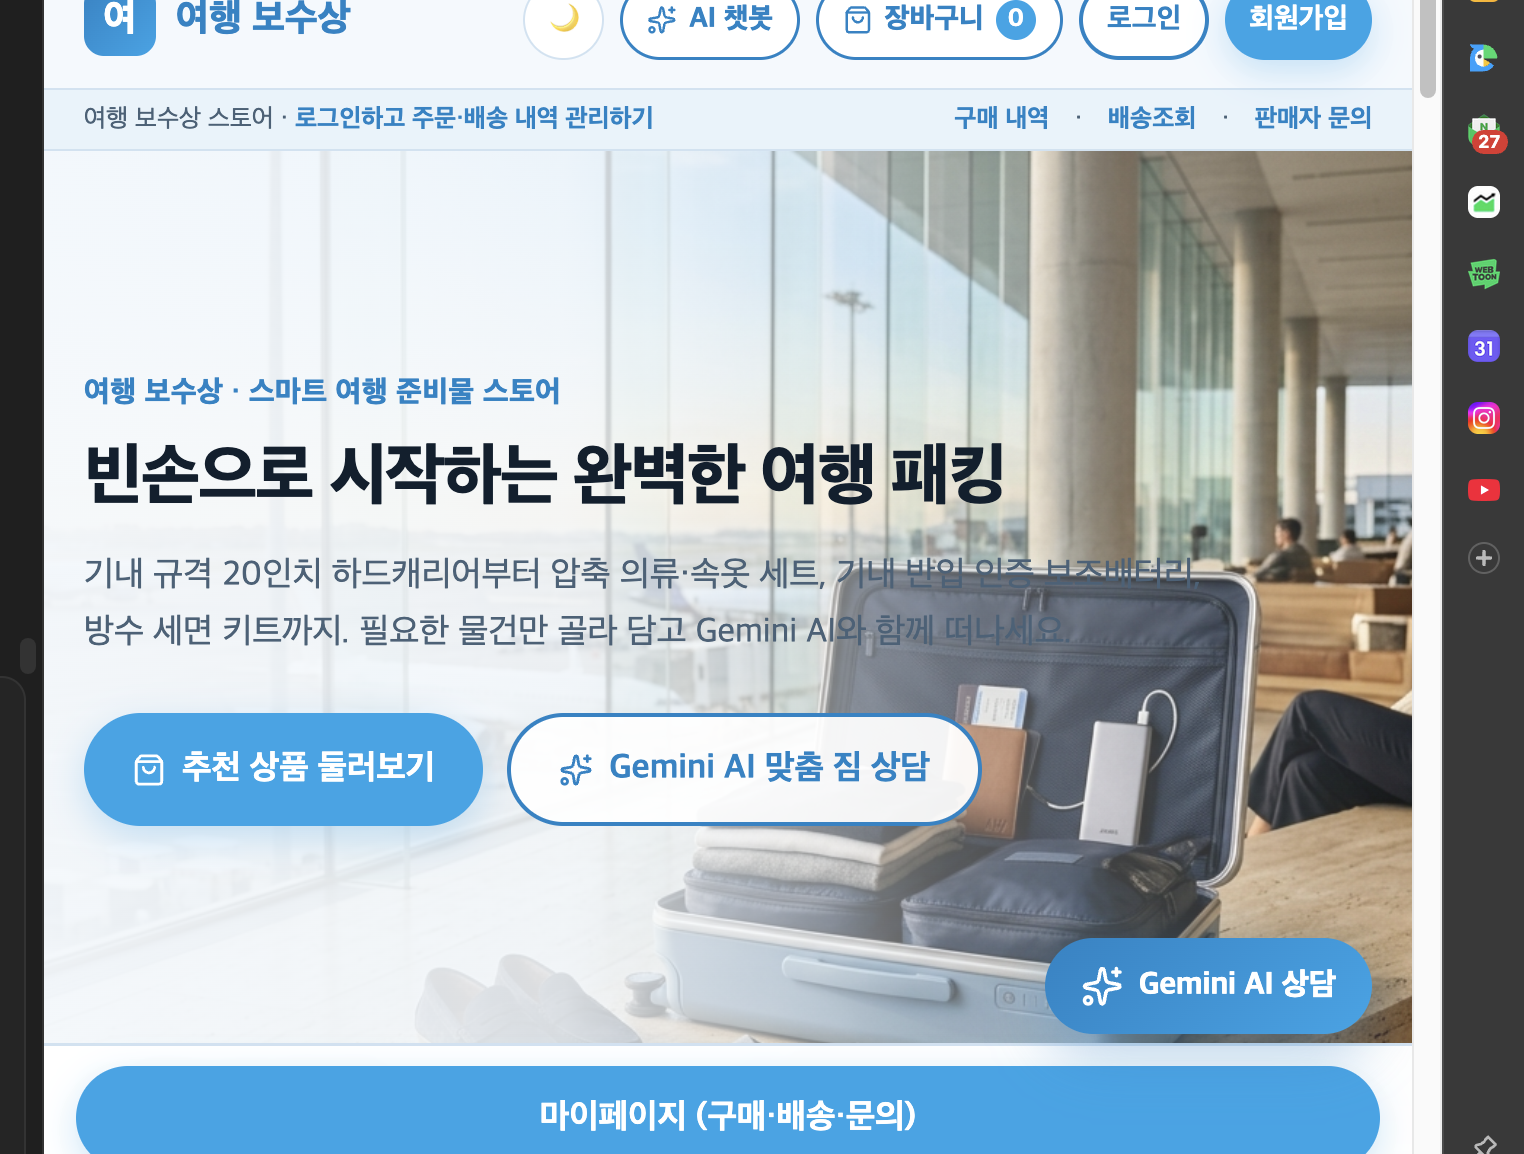 여
여행 보수상
AI 챗봇
장바구니 0
로그인
회원가입
여행 보수상 스토어 · 로그인하고 주문·배송 내역 관리하기
구매 내역 · 배송조회 · 판매자 문의
여행 보수상 · 스마트 여행 준비물 스토어
빈손으로 시작하는 완벽한 여행 패킹
기내 규격 20인치 하드캐리어부터 압축 의류·속옷 세트, 기내 반입 인증 보조배터리,
방수 세면 키트까지. 필요한 물건만 골라 담고 Gemini AI와 함께 떠나세요.
추천 상품 둘러보기
Gemini AI 맞춤 짐 상담
Gemini AI 상담
마이페이지 (구매·배송·문의)
N
27
WEB
TOON
31